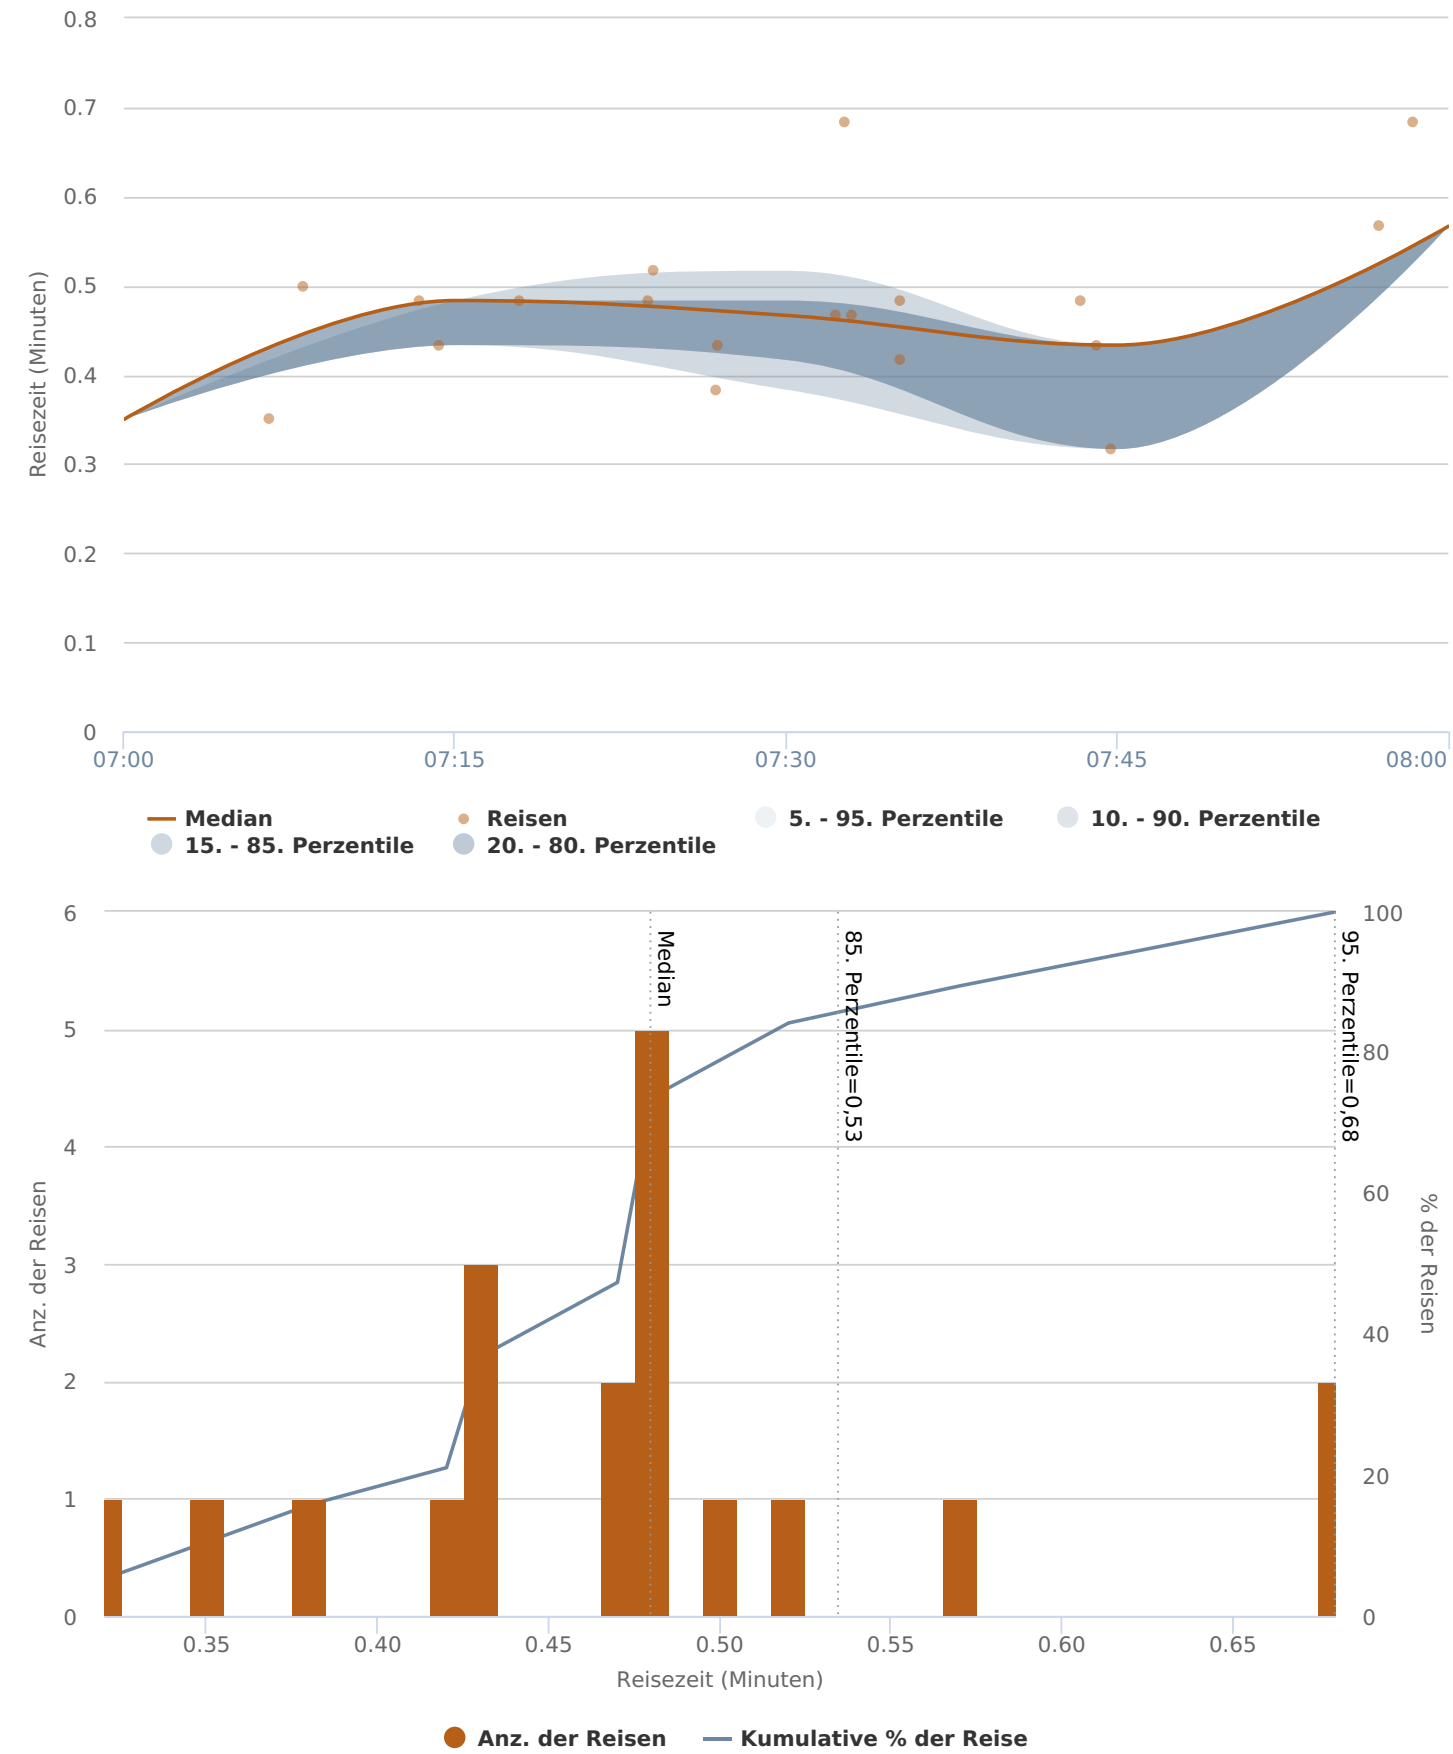 0.8
0.7
0.6
0.5
0.4
0.3
0.2
0.1
0
Reisezeit (Minuten)
07:00 07:15 07:30 07:45 08:00
Median Reisen 5. - 95. Perzentile 10. - 90. Perzentile
15. - 85. Perzentile 20. - 80. Perzentile
6
5
4
3
2
1
0
Anz. der Reisen
Median
85. Perzentile=0,53
95. Perzentile=0,68
100
80
60
40
20
0
% der Reisen
0.35 0.40 0.45 0.50 0.55 0.60 0.65
Reisezeit (Minuten)
Anz. der Reisen Kumulative % der Reise